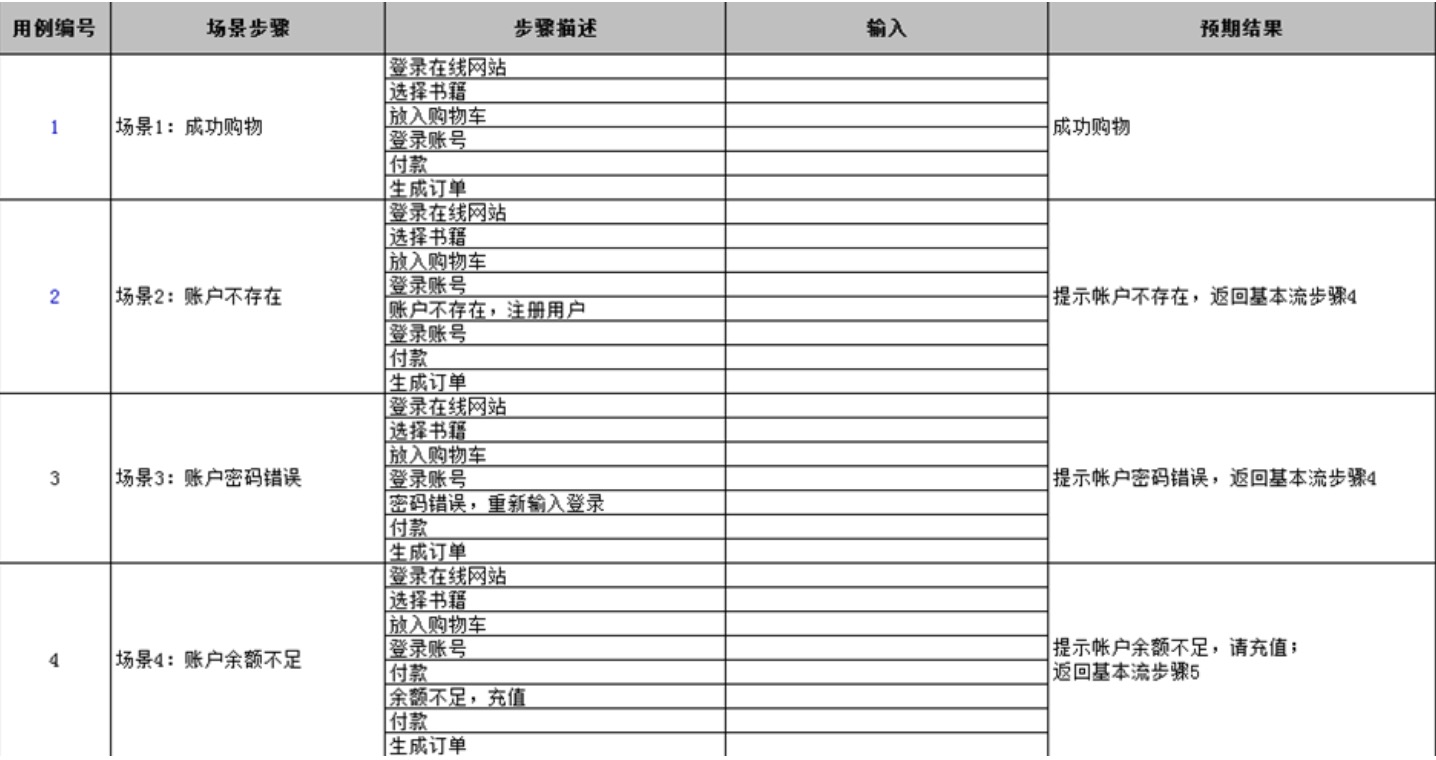 用例编号 场景步骤 步骤描述 输入 预期结果
1 场景1：成功购物 成功购物
登录在线网站
选择书籍
放入购物车
登录账号
付款
生成订单
2 场景2：账户不存在 提示帐户不存在，返回基本流步骤4
登录在线网站
选择书籍
放入购物车
登录账号
账户不存在，注册用户
登录账号
付款
生成订单
3 场景3：账户密码错误 提示帐户密码错误，返回基本流步骤4
登录在线网站
选择书籍
放入购物车
登录账号
密码错误，重新输入登录
付款
生成订单
4 场景4：账户余额不足 提示帐户余额不足，请充值；
返回基本流步骤5
登录在线网站
选择书籍
放入购物车
登录账号
付款
余额不足，充值
付款
生成订单